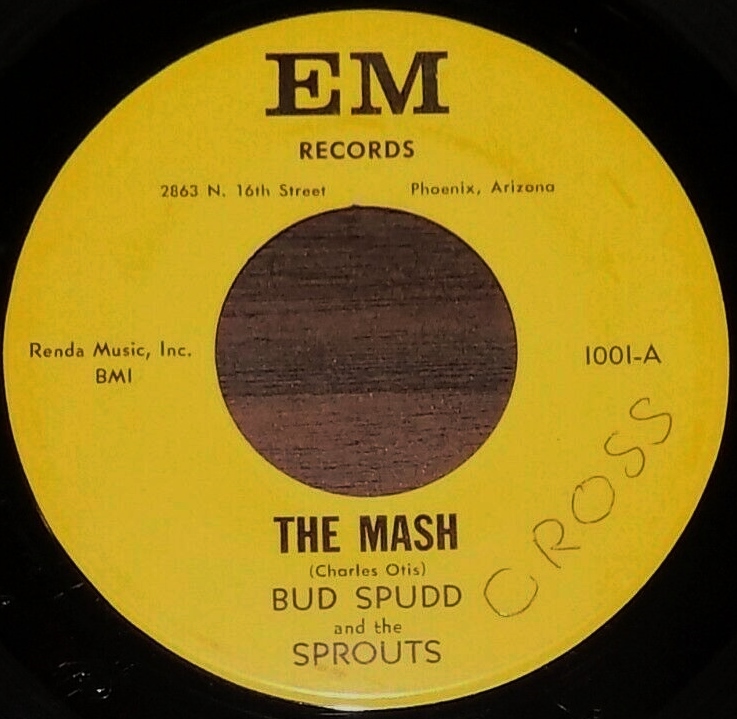 EM
RECORDS
2863 N. 16th Street Phoenix, Arizona
Renda Music, Inc.
BMI
1001-A
CROSS
THE MASH
(Charles Otis)
BUD SPUDD
and the
SPROUTS